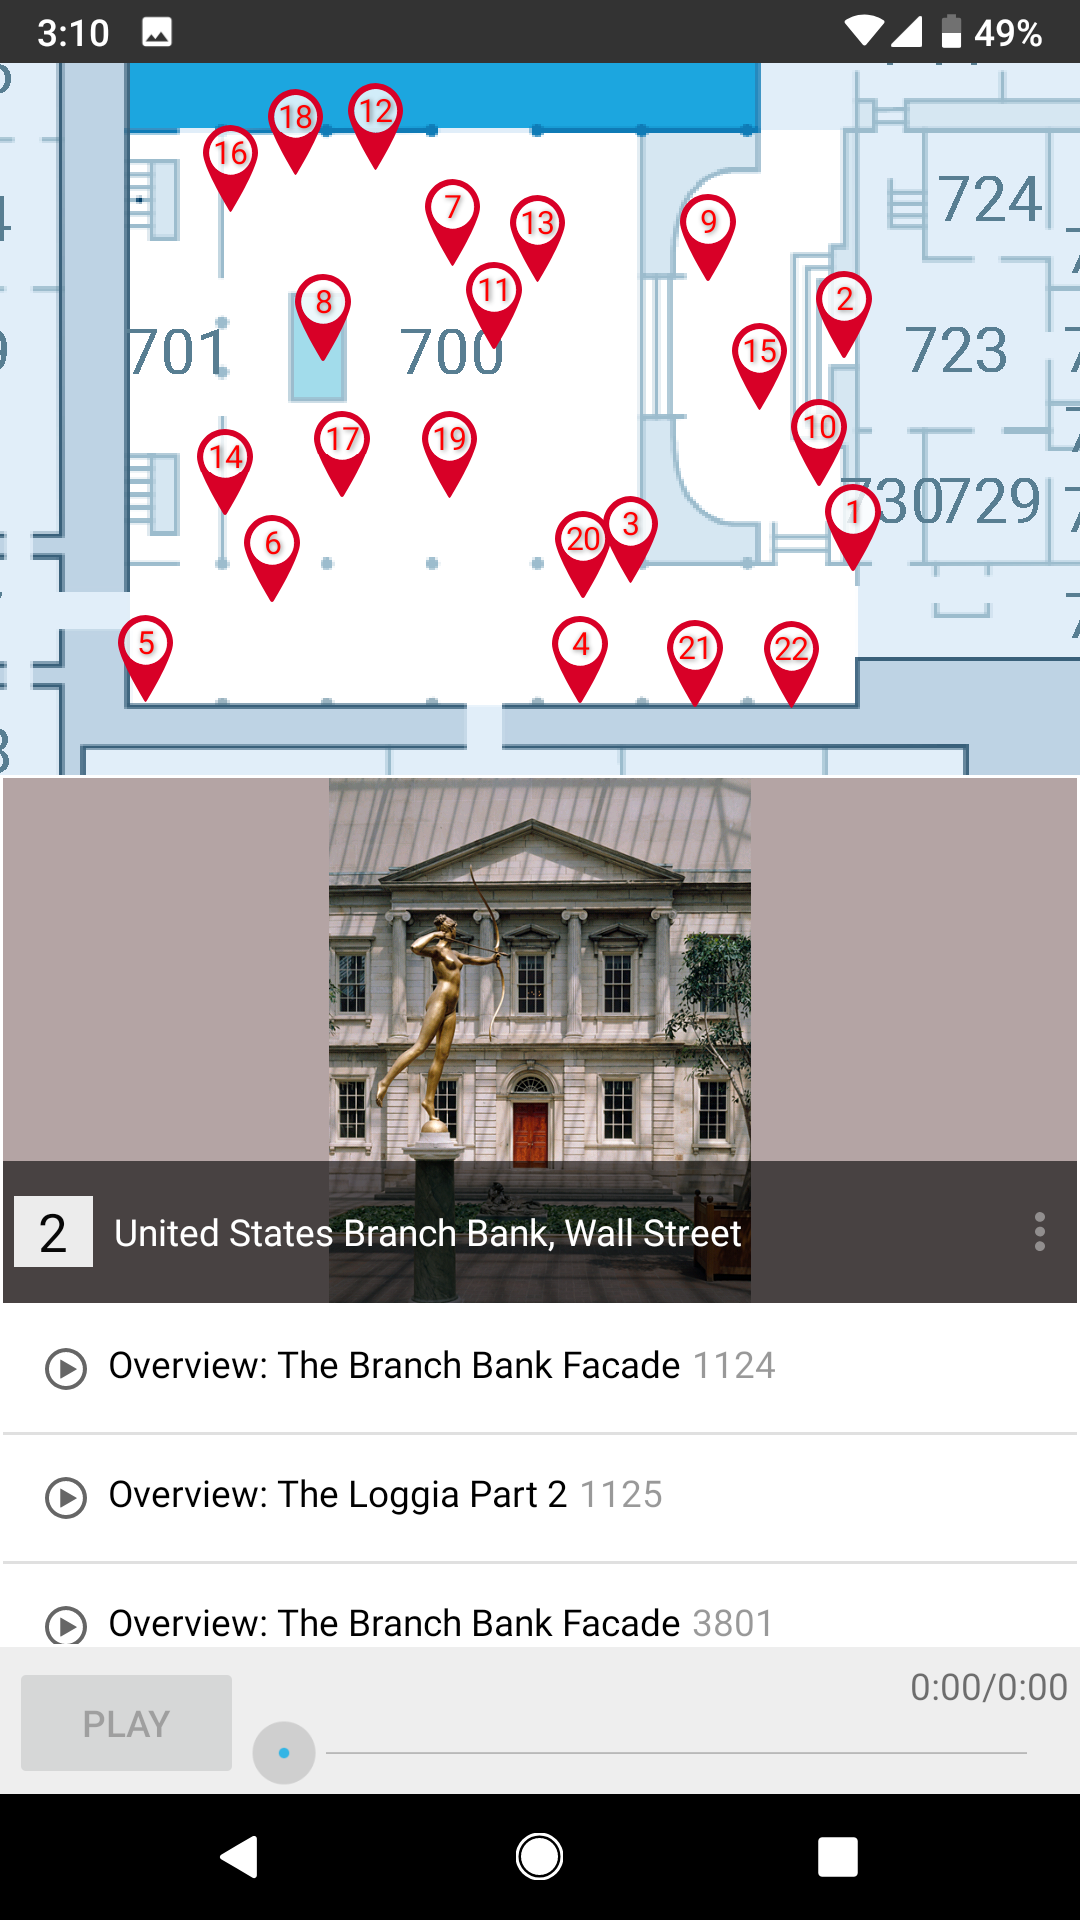 3:10 49%
18 12
16
7 13 9 724
11 2
8
701 700 15 723
10
17 19
14 730 729
1
20 3
6
5 4 21 22
2 United States Branch Bank, Wall Street
Overview: The Branch Bank Facade 1124
Overview: The Loggia Part 2 1125
Overview: The Branch Bank Facade 3801
0:00/0:00
PLAY